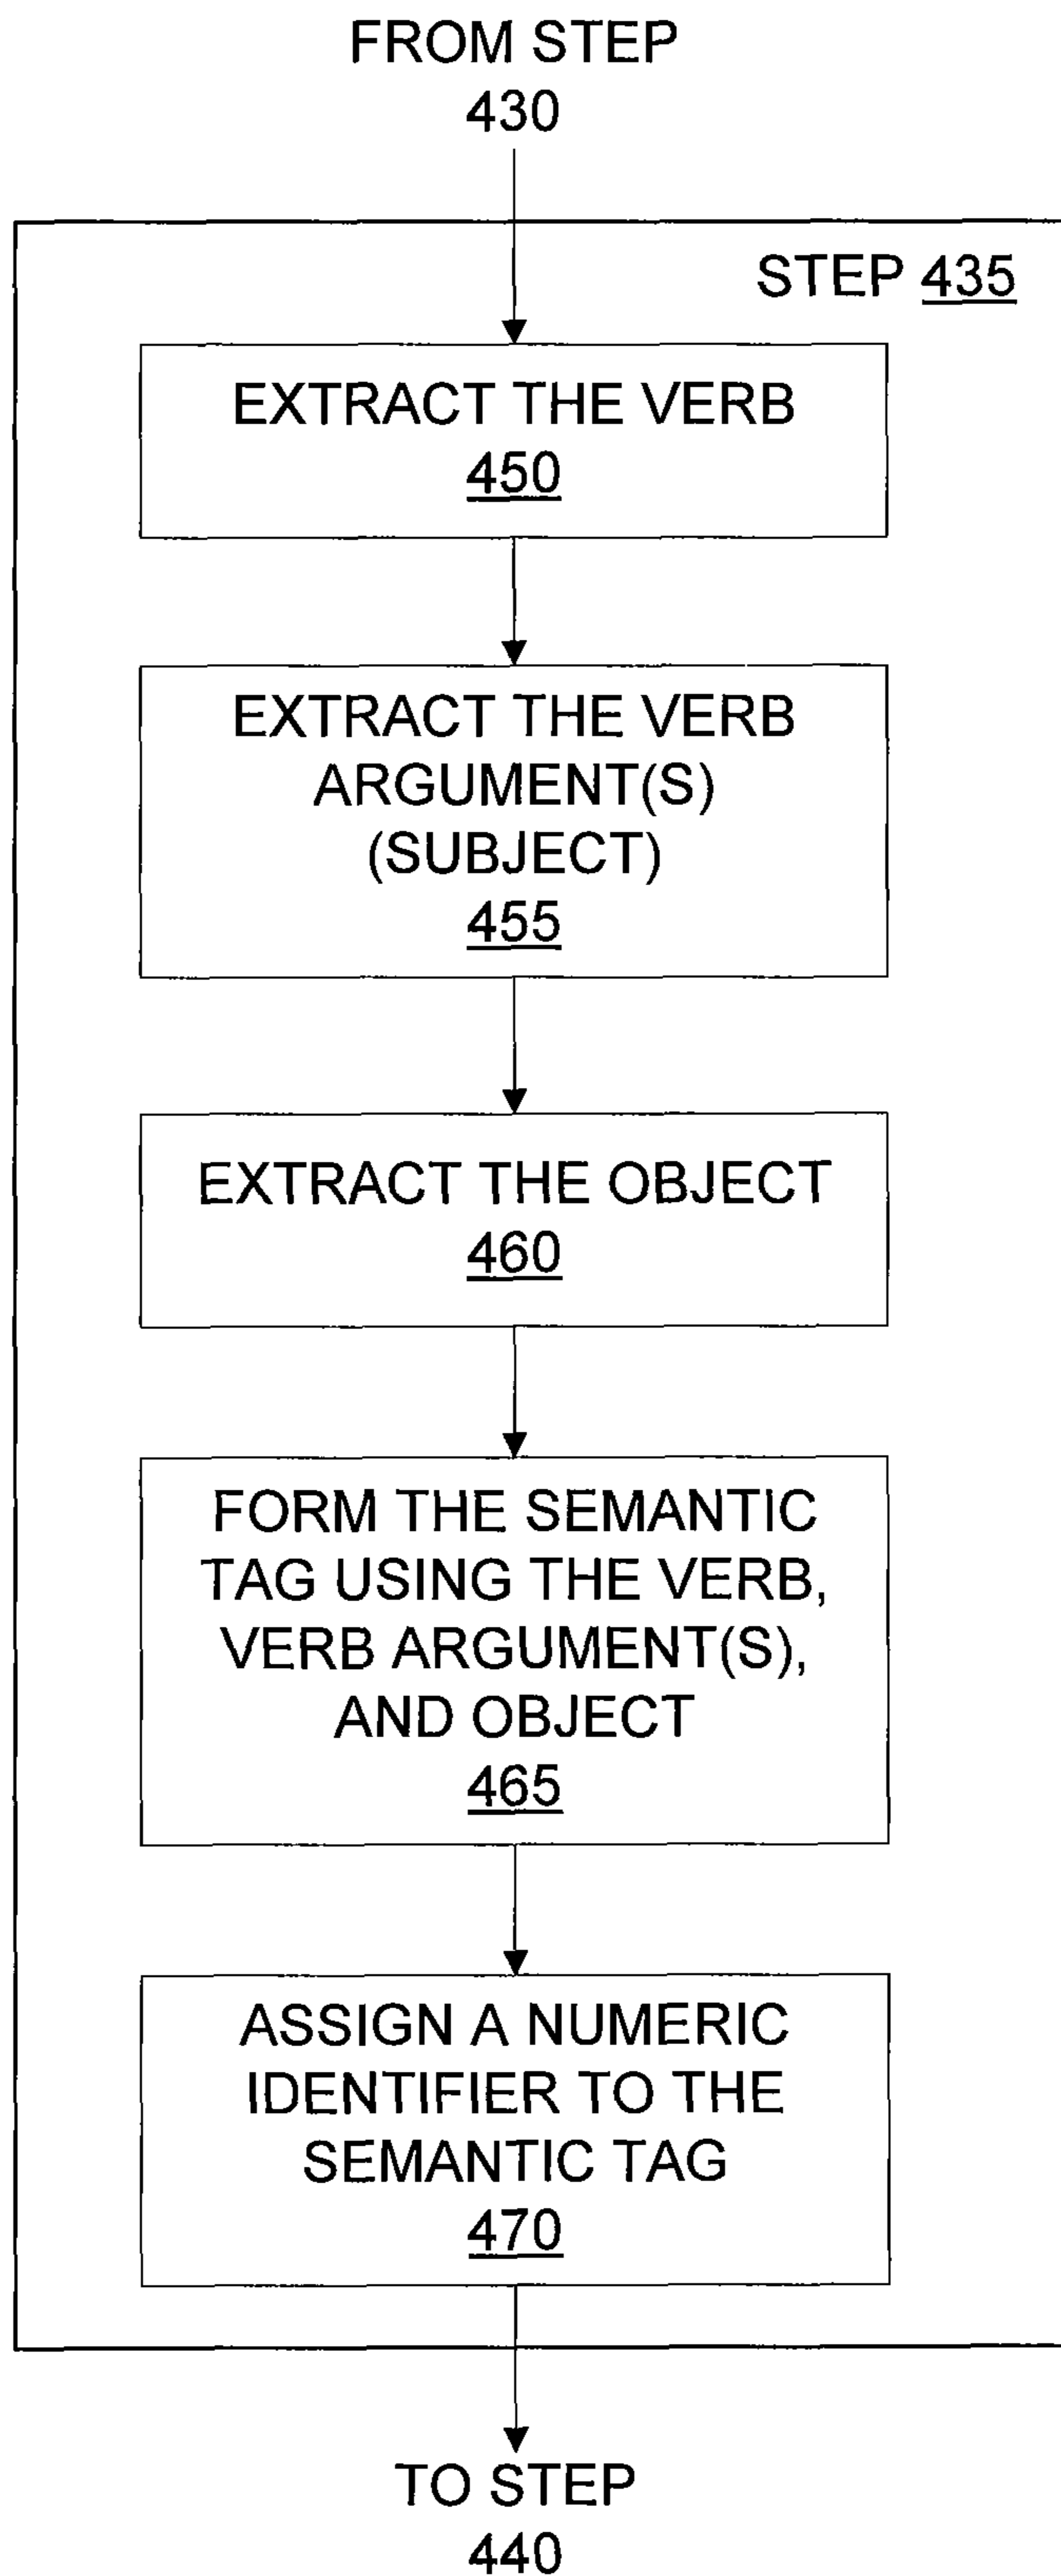 FROM STEP
430
STEP 435
EXTRACT THE VERB
450
EXTRACT THE VERB
ARGUMENT(S)
(SUBJECT)
455
EXTRACT THE OBJECT
460
FORM THE SEMANTIC
TAG USING THE VERB,
VERB ARGUMENT(S),
AND OBJECT
465
ASSIGN A NUMERIC
IDENTIFIER TO THE
SEMANTIC TAG
470
TO STEP
440